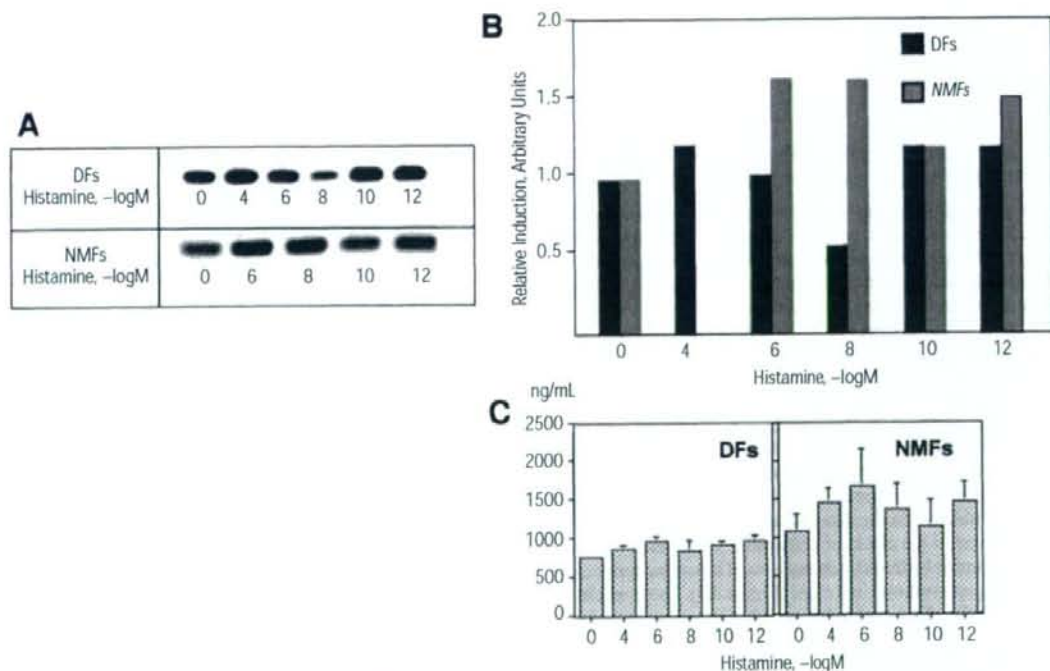 A
DFs
Histamine, –logM
0 4 6 8 10 12
NMFs
Histamine, –logM
0 6 8 10 12
B
Relative Induction, Arbitrary Units
2.0
1.5
1.0
0.5
DFs
NMFs
0 4 6 8 10 12
Histamine, –logM
C
ng/mL
2500
2000
1500
1000
500
0
DFs
NMFs
0 4 6 8 10 12 0 4 6 8 10 12
Histamine, –logM